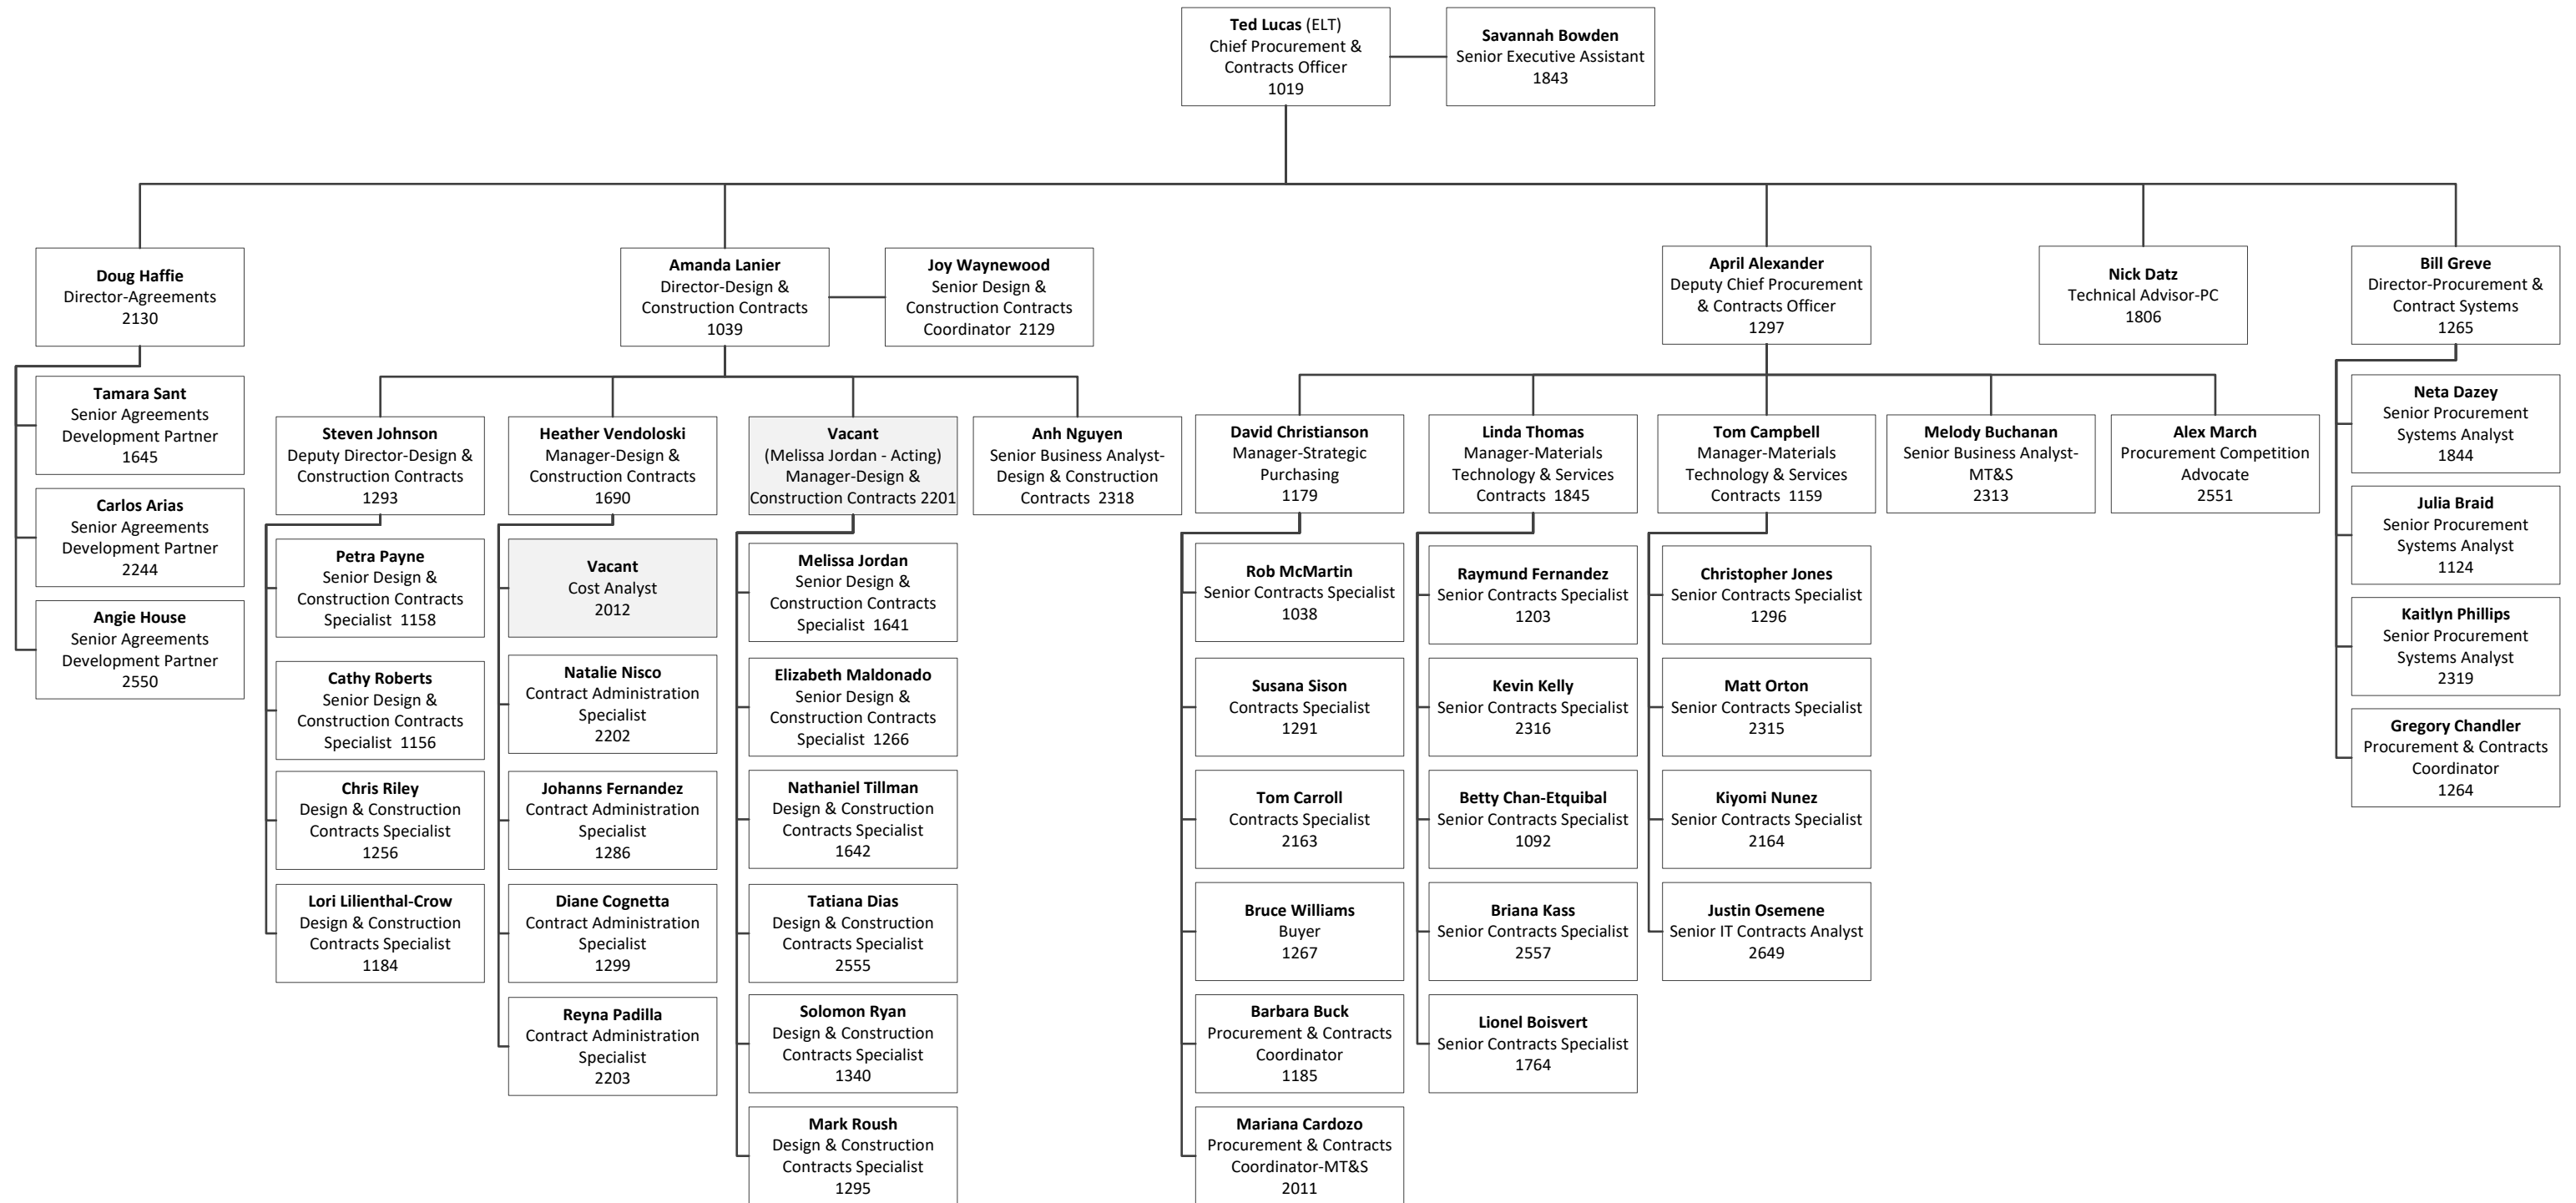 Ted Lucas (ELT)
Chief Procurement &
Contracts Officer
1019
Savannah Bowden
Senior Executive Assistant
1843
Doug Haffie
Director-Agreements
2130
Tamara Sant
Senior Agreements
Development Partner
1645
Carlos Arias
Senior Agreements
Development Partner
2244
Angie House
Senior Agreements
Development Partner
2550
Amanda Lanier
Director-Design &
Construction Contracts
1039
Joy Waynewood
Senior Design &
Construction Contracts
Coordinator 2129
Steven Johnson
Deputy Director-Design &
Construction Contracts
1293
Petra Payne
Senior Design &
Construction Contracts
Specialist 1158
Cathy Roberts
Senior Design &
Construction Contracts
Specialist 1156
Chris Riley
Design & Construction
Contracts Specialist
1256
Lori Lilienthal-Crow
Design & Construction
Contracts Specialist
1184
Heather Vendoloski
Manager-Design &
Construction Contracts
1690
Vacant
Cost Analyst
2012
Natalie Nisco
Contract Administration
Specialist
2202
Johanns Fernandez
Contract Administration
Specialist
1286
Diane Cognetta
Contract Administration
Specialist
1299
Reyna Padilla
Contract Administration
Specialist
2203
Vacant
(Melissa Jordan - Acting)
Manager-Design &
Construction Contracts 2201
Melissa Jordan
Senior Design &
Construction Contracts
Specialist 1641
Elizabeth Maldonado
Senior Design &
Construction Contracts
Specialist 1266
Nathaniel Tillman
Design & Construction
Contracts Specialist
1642
Tatiana Dias
Design & Construction
Contracts Specialist
2555
Solomon Ryan
Design & Construction
Contracts Specialist
1340
Mark Roush
Design & Construction
Contracts Specialist
1295
Anh Nguyen
Senior Business Analyst-
Design & Construction
Contracts 2318
April Alexander
Deputy Chief Procurement
& Contracts Officer
1297
David Christianson
Manager-Strategic
Purchasing
1179
Rob McMartin
Senior Contracts Specialist
1038
Susana Sison
Contracts Specialist
1291
Tom Carroll
Contracts Specialist
2163
Bruce Williams
Buyer
1267
Barbara Buck
Procurement & Contracts
Coordinator
1185
Mariana Cardozo
Procurement & Contracts
Coordinator-MT&S
2011
Linda Thomas
Manager-Materials
Technology & Services
Contracts 1845
Raymund Fernandez
Senior Contracts Specialist
1203
Kevin Kelly
Senior Contracts Specialist
2316
Betty Chan-Etquibal
Senior Contracts Specialist
1092
Briana Kass
Senior Contracts Specialist
2557
Lionel Boisvert
Senior Contracts Specialist
1764
Tom Campbell
Manager-Materials
Technology & Services
Contracts 1159
Christopher Jones
Senior Contracts Specialist
1296
Matt Orton
Senior Contracts Specialist
2315
Kiyomi Nunez
Senior Contracts Specialist
2164
Justin Osemene
Senior IT Contracts Analyst
2649
Melody Buchanan
Senior Business Analyst-
MT&S
2313
Alex March
Procurement Competition
Advocate
2551
Nick Datz
Technical Advisor-PC
1806
Bill Greve
Director-Procurement &
Contract Systems
1265
Neta Dazey
Senior Procurement
Systems Analyst
1844
Julia Braid
Senior Procurement
Systems Analyst
1124
Kaitlyn Phillips
Senior Procurement
Systems Analyst
2319
Gregory Chandler
Procurement & Contracts
Coordinator
1264